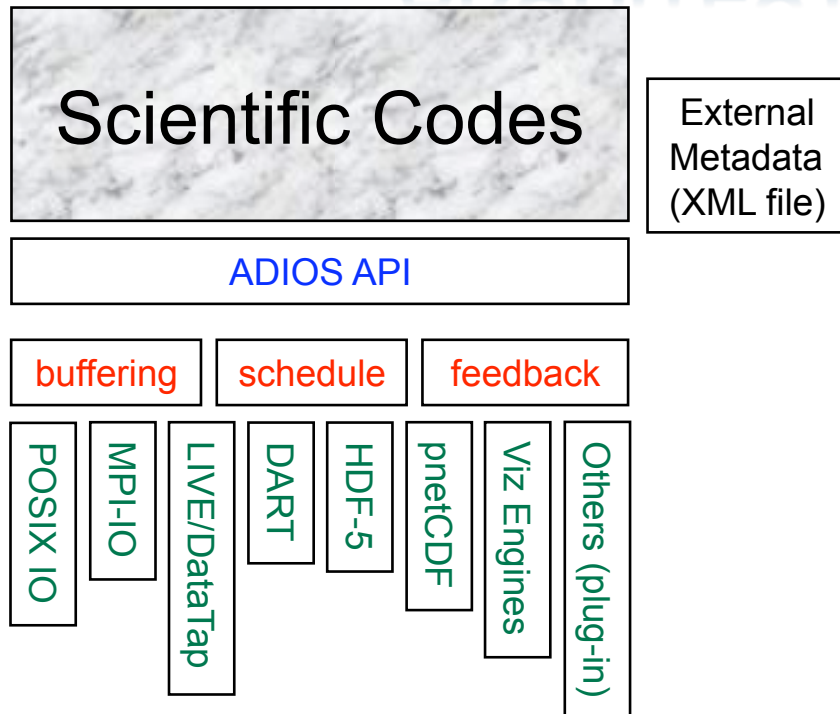 Scientific Codes
External
Metadata
(XML file)
ADIOS API
buffering
schedule
feedback
POSIX IO
MPI-IO
LIVE/DataTap
DART
HDF-5
pnetCDF
Viz Engines
Others (plug-in)